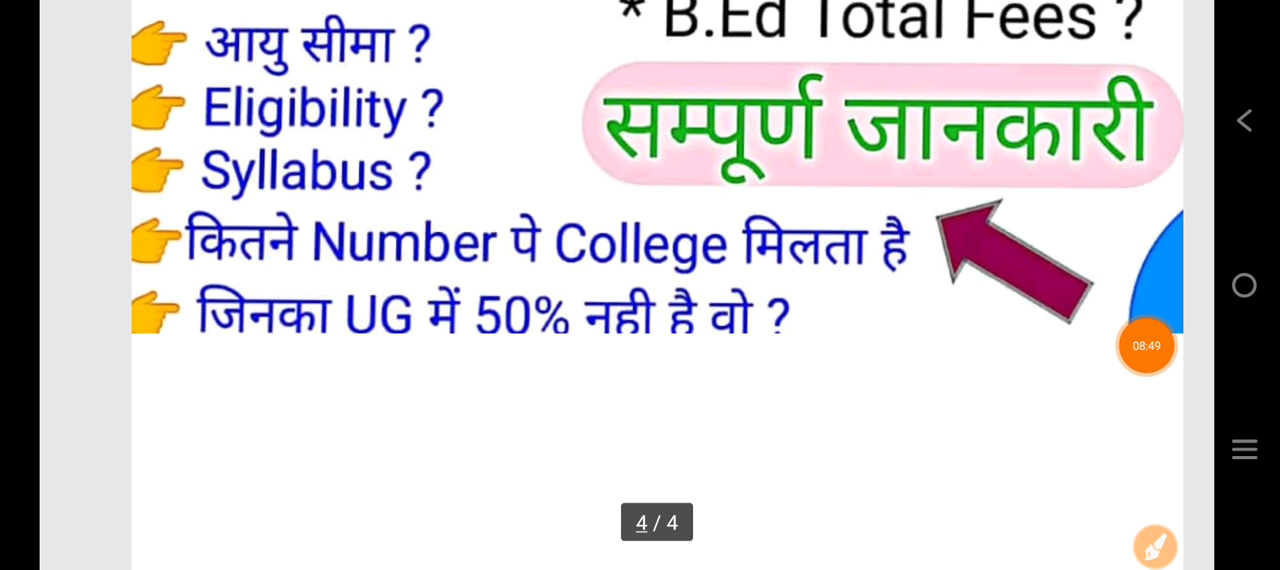 * B.Ed Total Fees ?
👉 आयु सीमा ?
👉 Eligibility ?
सम्पूर्ण जानकारी
👉 Syllabus ?
👉कितने Number पे College मिलता है
👉 जिनका UG में 50% नही है वो ?
08:49
4 / 4